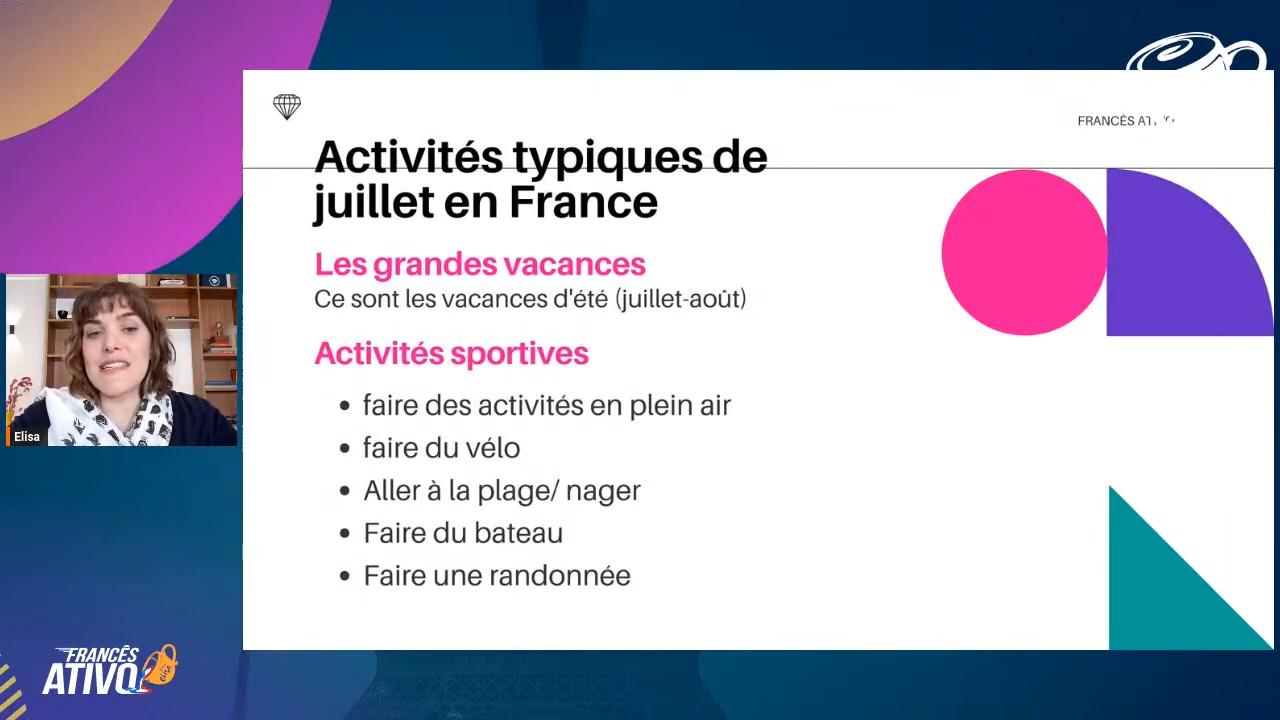 FRANCÊS
Activités typiques de
juillet en France
Les grandes vacances
Ce sont les vacances d'été (juillet-août)
Activités sportives
• faire des activités en plein air
• faire du vélo
• Aller à la plage/ nager
• Faire du bateau
• Faire une randonnée
Elisa
FRANCÊS
ATIVO